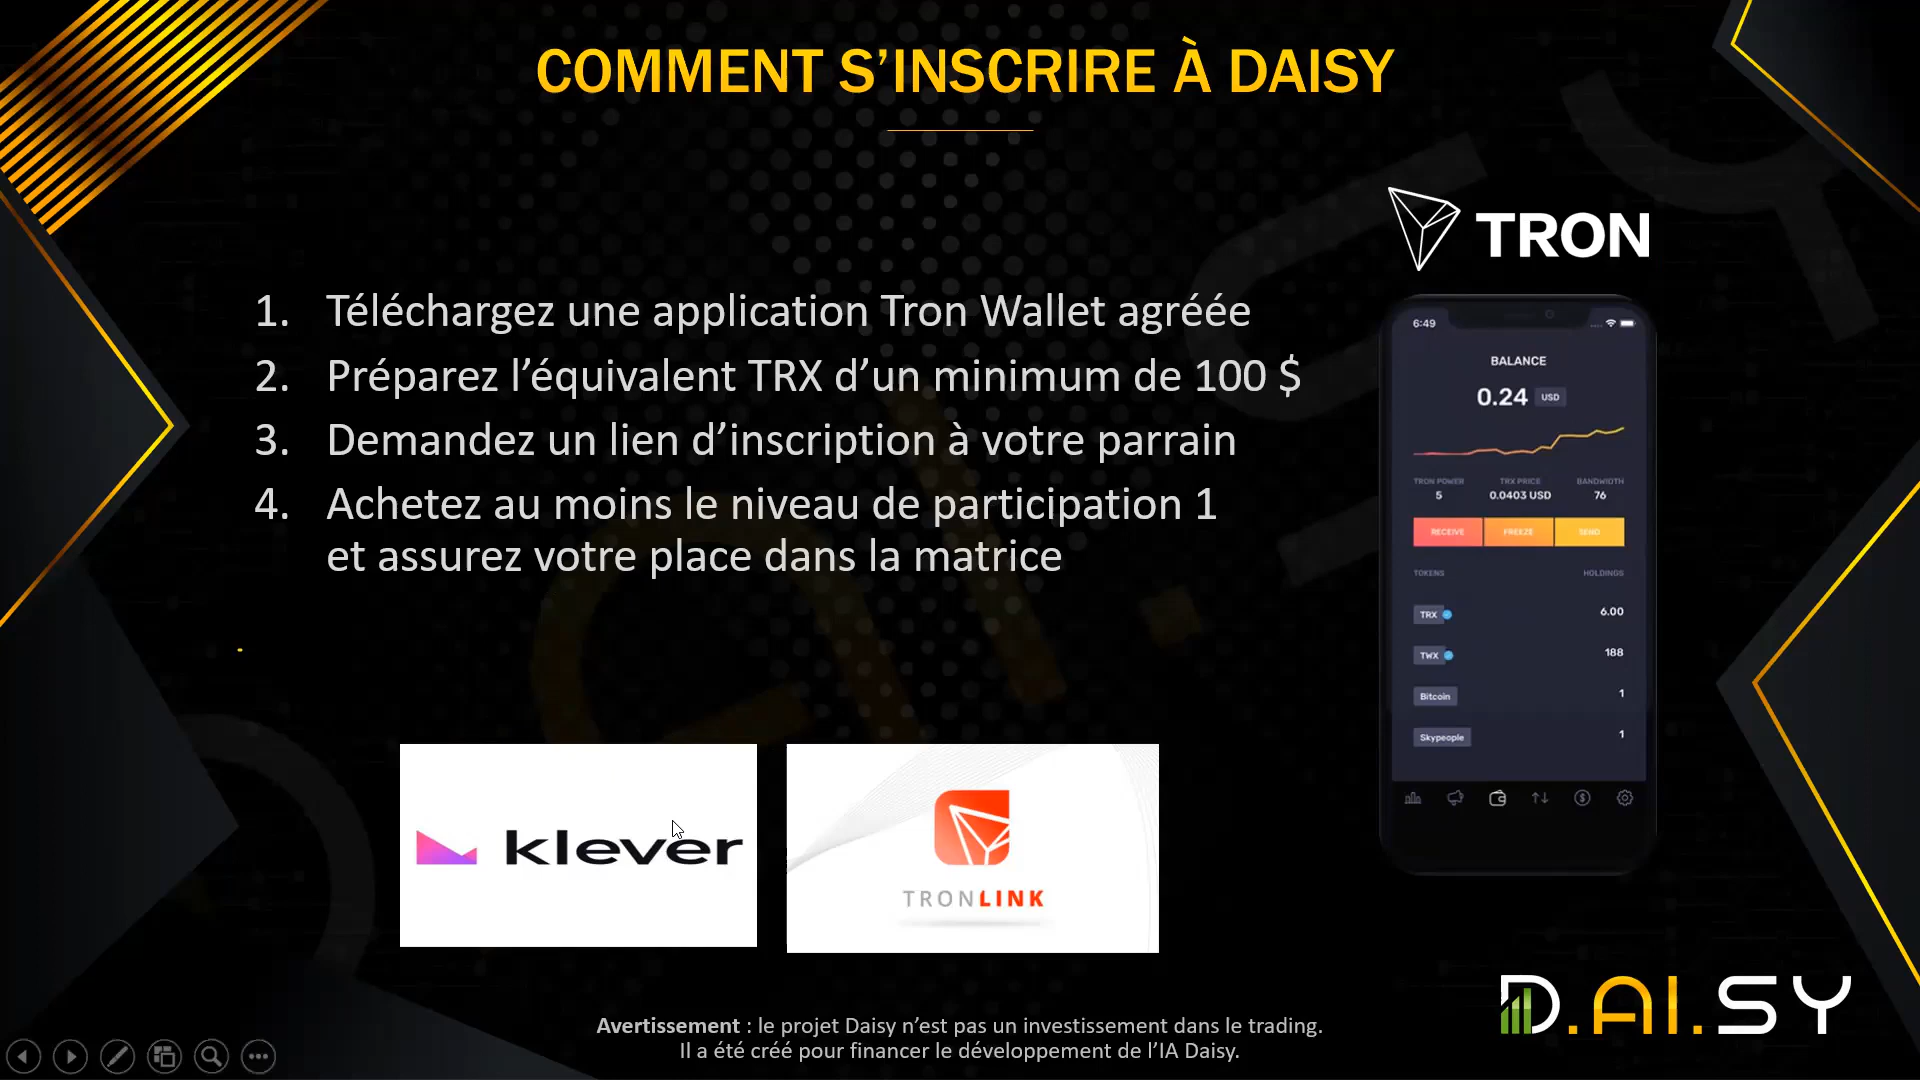 COMMENT S’INSCRIRE À DAISY
TRON
1. Téléchargez une application Tron Wallet agréée
2. Préparez l’équivalent TRX d’un minimum de 100 $
3. Demandez un lien d’inscription à votre parrain
4. Achetez au moins le niveau de participation 1
et assurez votre place dans la matrice
6:49
BALANCE
0.24 USD
TRON POWER TRX PRICE BANDWIDTH
5 0.0403 USD 76
RECEIVE FREEZE SEND
TOKENS HOLDINGS
TRX 6.00
TWX 188
Bitcoin 1
Skypeople 1
klever
TRONLINK
D.AI.SY
Avertissement : le projet Daisy n’est pas un investissement dans le trading.
Il a été créé pour financer le développement de l’IA Daisy.